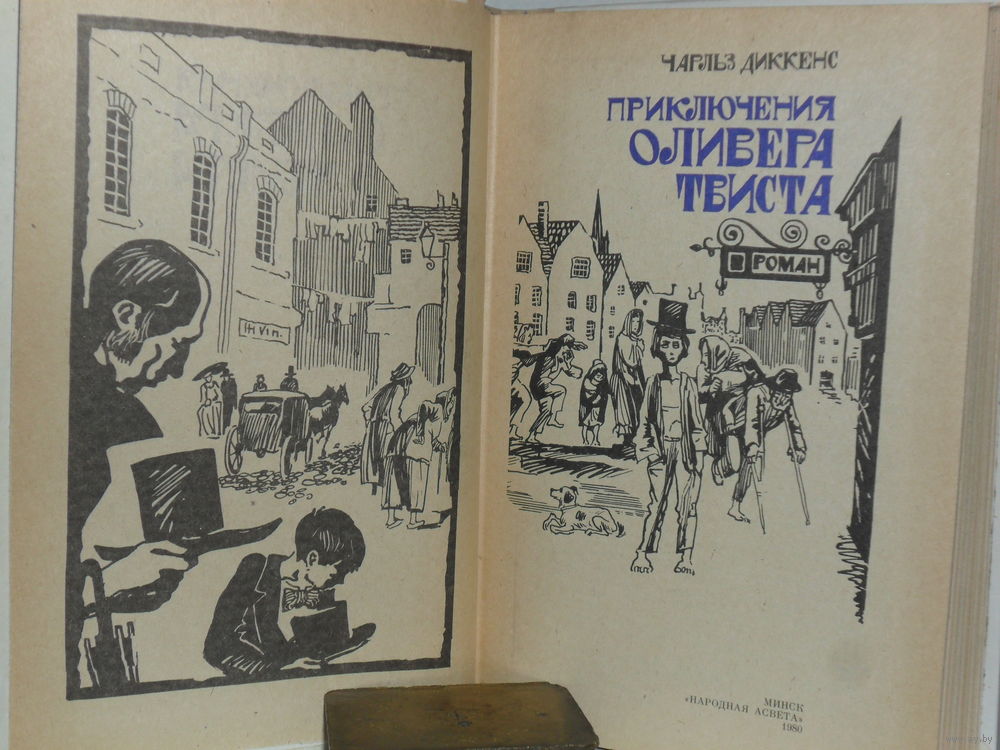 ЧАРЛЬЗ ДИККЕНС
ПРИКЛЮЧЕНИЯ
ОЛИВЕРА
ТВИСТА
РОМАН
МИНСК
«НАРОДНАЯ АСВЕТА»
1980